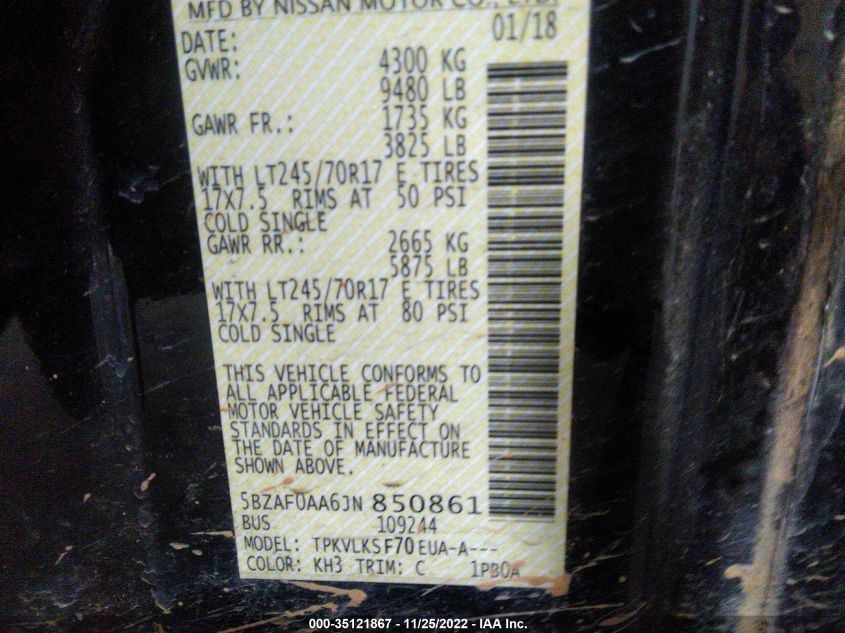 MFD BY NISSAN MOTOR CO., LTD.
DATE: 01/18
GVWR: 4300 KG
9480 LB
GAWR FR.: 1735 KG
3825 LB
WITH LT245/70R17 E TIRES
17X7.5 RIMS AT 50 PSI
COLD SINGLE
GAWR RR.: 2665 KG
5875 LB
WITH LT245/70R17 E TIRES
17X7.5 RIMS AT 80 PSI
COLD SINGLE
THIS VEHICLE CONFORMS TO
ALL APPLICABLE FEDERAL
MOTOR VEHICLE SAFETY
STANDARDS IN EFFECT ON
THE DATE OF MANUFACTURE
SHOWN ABOVE.
5BZAF0AA6JN850861
BUS 109244
MODEL: TPKVLKSF70EUA-A---
COLOR: KH3 TRIM: C 1PB0A
000-35121867 - 11/25/2022 - IAA Inc.